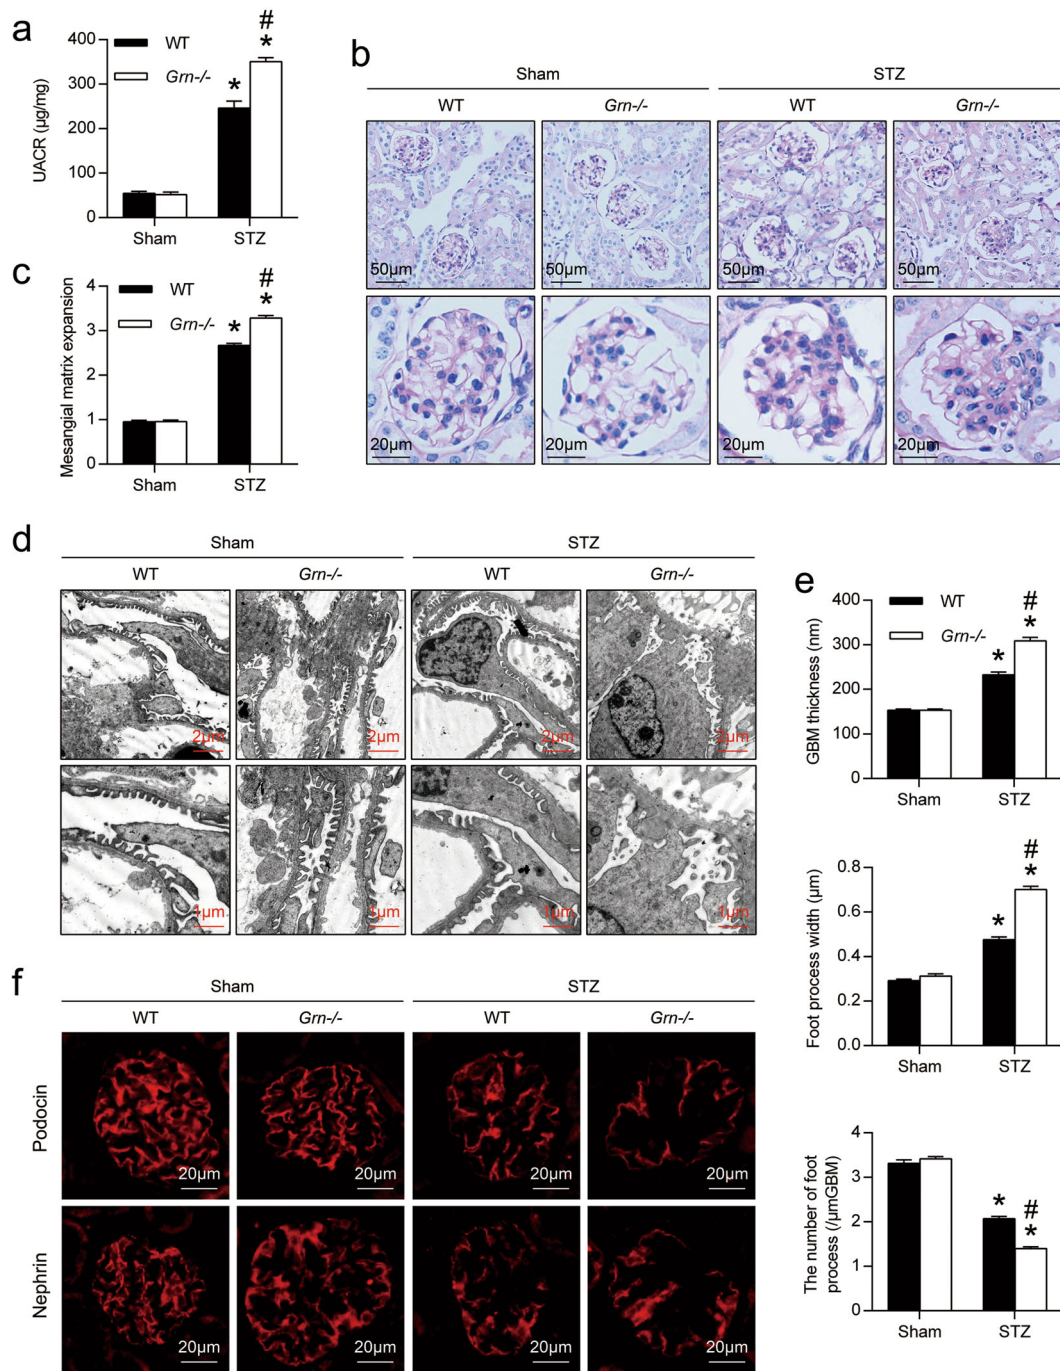 a
UACR (µg/mg)
400
300
200
100
0
WT
Grn-/-
*
#
*
Sham
STZ
b
Sham
STZ
WT
Grn-/-
WT
Grn-/-
50µm
50µm
50µm
50µm
20µm
20µm
20µm
20µm
c
Mesangial matrix expansion
4
3
2
1
0
WT
Grn-/-
*
#
*
Sham
STZ
d
Sham
STZ
WT
Grn-/-
WT
Grn-/-
2µm
2µm
2µm
2µm
1µm
1µm
1µm
1µm
e
GBM thickness (nm)
400
300
200
100
0
WT
Grn-/-
*
#
*
Sham
STZ
Foot process width (µm)
0.8
0.6
0.4
0.2
0.0
*
#
*
Sham
STZ
The number of foot
process (/µmGBM)
4
3
2
1
0
*
#
*
Sham
STZ
f
Sham
STZ
WT
Grn-/-
WT
Grn-/-
Podocin
20µm
20µm
20µm
20µm
Nephrin
20µm
20µm
20µm
20µm